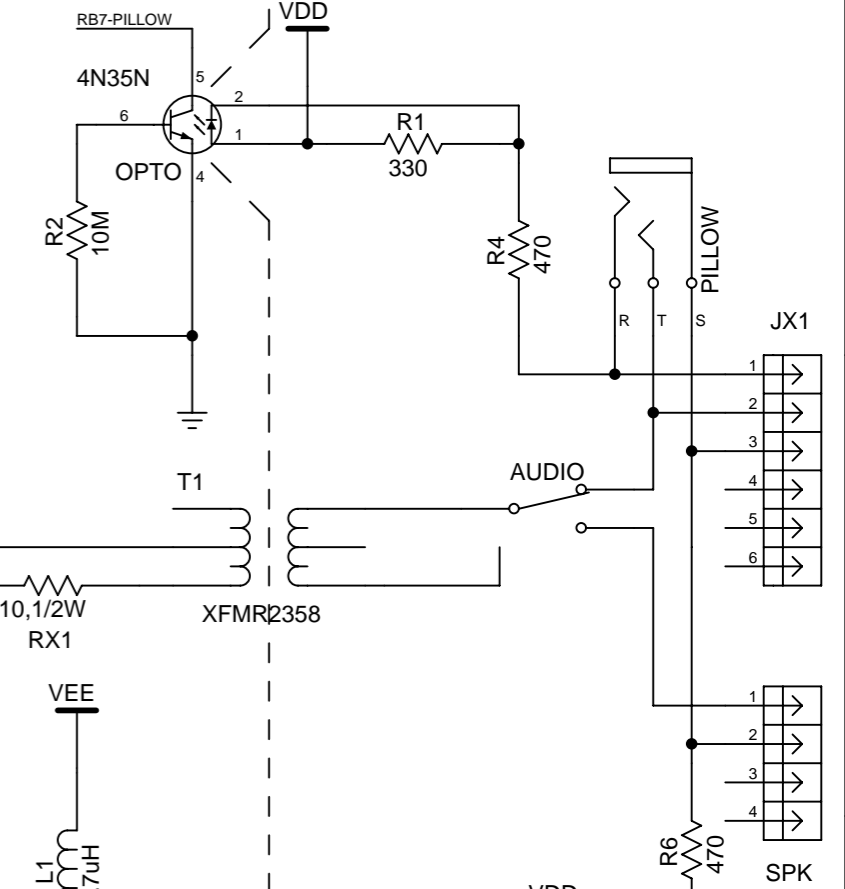 RB7-PILLOW
VDD
4N35N
5
2
6
1
R1
330
OPTO
4
R2
10M
R4
470
PILLOW
R
T
S
JX1
1
2
3
4
5
6
T1
AUDIO
10,1/2W
RX1
XFMR2358
VEE
1
2
3
4
L1
7uH
R6
470
SPK
VDD